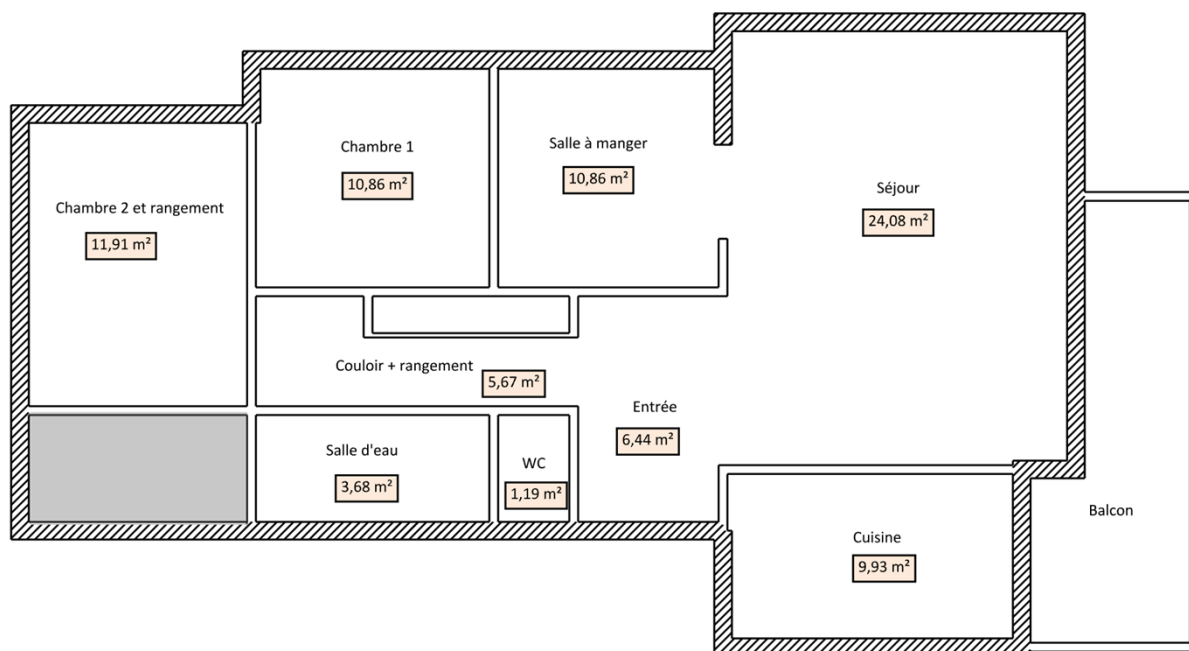 Chambre 1
10,86 m²
Salle à manger
10,86 m²
Séjour
24,08 m²
Chambre 2 et rangement
11,91 m²
Couloir + rangement
5,67 m²
Entrée
6,44 m²
Salle d'eau
3,68 m²
WC
1,19 m²
Cuisine
9,93 m²
Balcon